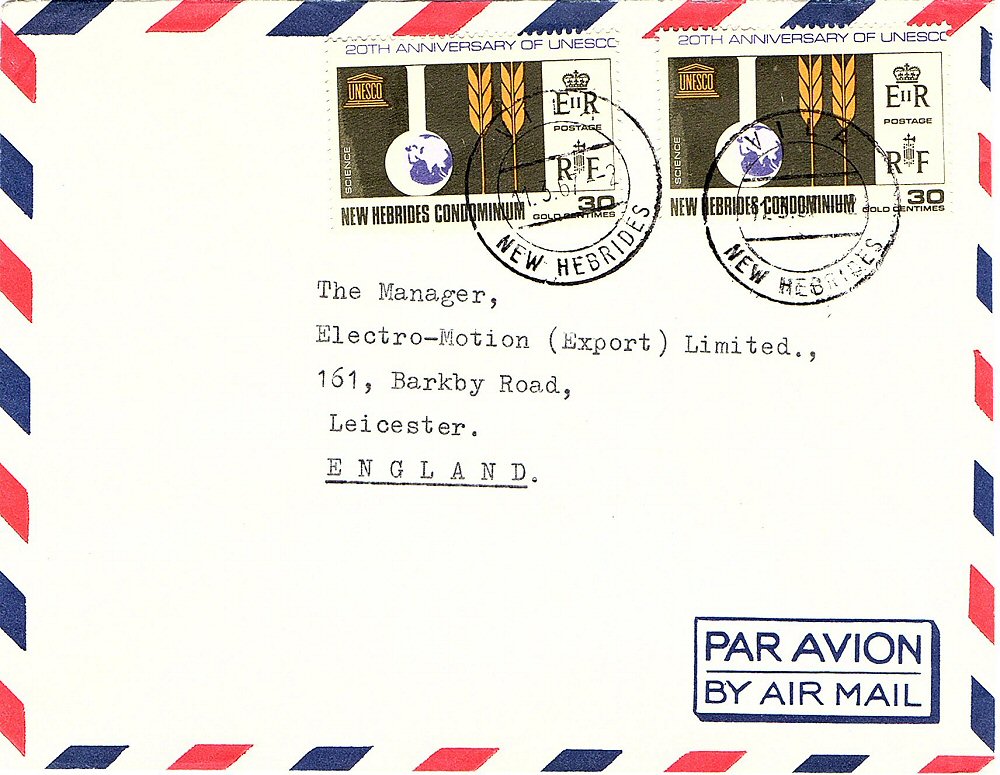 20TH ANNIVERSARY OF UNESCO
UNESCO
SCIENCE
EIIR
POSTAGE
RF
30
NEW HEBRIDES CONDOMINIUM
GOLD CENTIMES
NEW HEBRIDES
20TH ANNIVERSARY OF UNESCO
UNESCO
SCIENCE
EIIR
POSTAGE
RF
30
NEW HEBRIDES CONDOMINIUM
GOLD CENTIMES
VILA
NEW HEBRIDES
The Manager,
Electro-Motion (Export) Limited.,
161, Barkby Road,
Leicester.
E N G L A N D.
PAR AVION
BY AIR MAIL